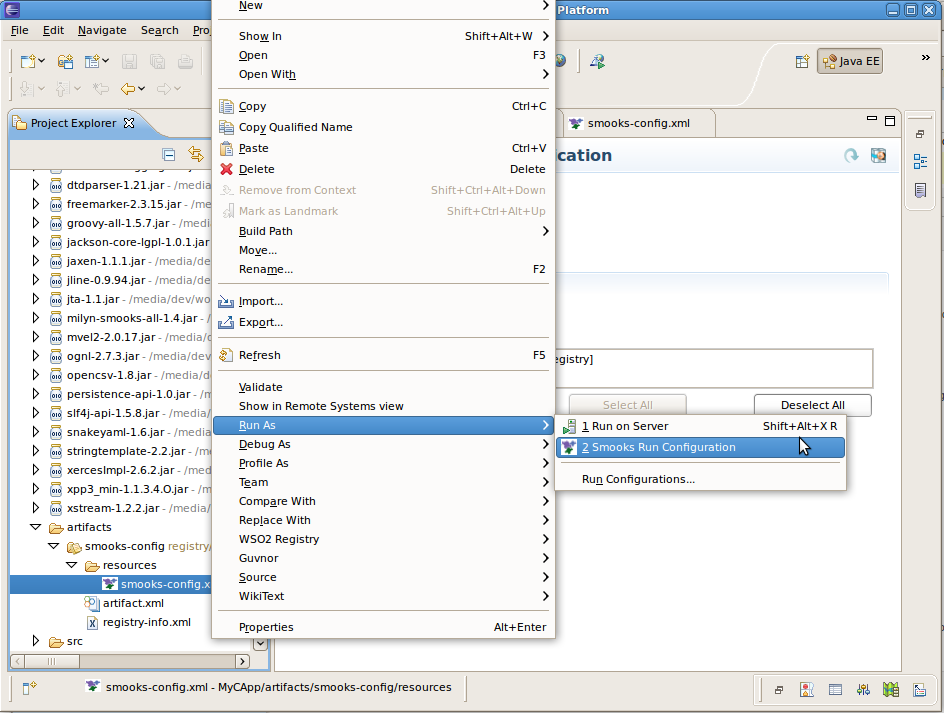 Platform
File Edit Navigate Search Pro
Java EE
»
Project Explorer
smooks-config.xml
ication
dtdparser-1.21.jar - /media
freemarker-2.3.15.jar - /me
groovy-all-1.5.7.jar - /med
jackson-core-lgpl-1.0.1.jar
jaxen-1.1.1.jar - /media/de
jline-0.9.94.jar - /media/d
jta-1.1.jar - /media/dev/wo
milyn-smooks-all-1.4.jar -
mvel2-2.0.17.jar - /media/d
ognl-2.7.3.jar - /media/dev
opencsv-1.8.jar - /media/d
persistence-api-1.0.jar - /
slf4j-api-1.5.8.jar - /medi
snakeyaml-1.6.jar - /media
stringtemplate-2.2.jar - /m
xercesImpl-2.6.2.jar - /me
xpp3_min-1.1.3.4.O.jar - /m
xstream-1.2.2.jar - /media/
artifacts
smooks-config registry/
resources
smooks-config.x
artifact.xml
registry-info.xml
src
New
Show In Shift+Alt+W
Open F3
Open With
Copy Ctrl+C
Copy Qualified Name
Paste Ctrl+V
Delete Delete
Remove from Context Shift+Ctrl+Alt+Down
Mark as Landmark Shift+Ctrl+Alt+Up
Build Path
Move...
Rename... F2
Import...
Export...
Refresh F5
Validate
Show in Remote Systems view
Run As
Debug As
Profile As
Team
Compare With
Replace With
WSO2 Registry
Guvnor
Source
WikiText
Properties Alt+Enter
egistry]
Select All Deselect All
1 Run on Server Shift+Alt+X R
2 Smooks Run Configuration
Run Configurations...
smooks-config.xml - MyCApp/artifacts/smooks-config/resources